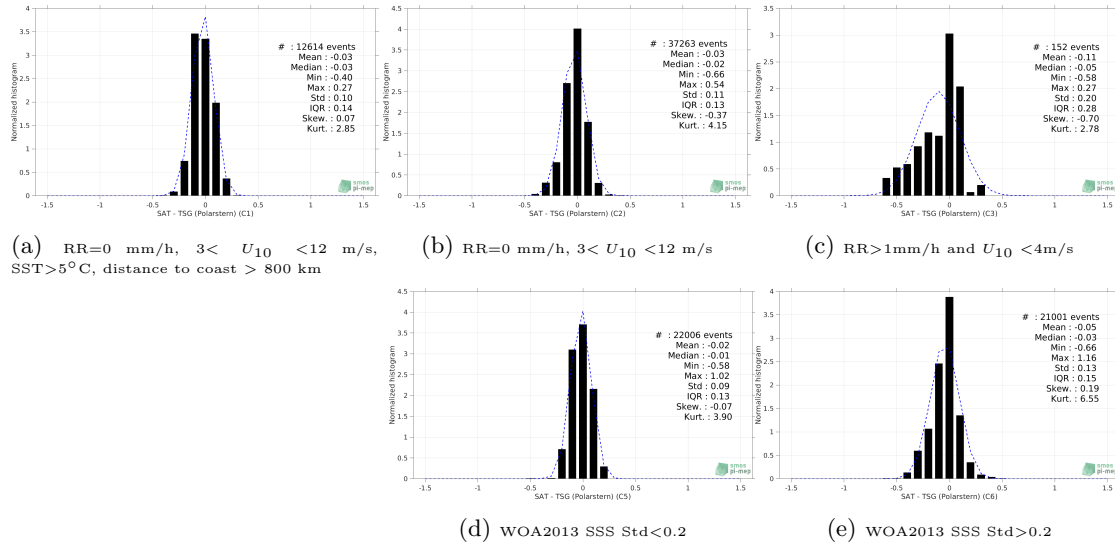 4
3.5
3
2.5
2
1.5
1
0.5
0
Normalized histogram
# : 12614 events
Mean : -0.03
Median : -0.03
Min : -0.40
Max : 0.27
Std : 0.10
IQR : 0.14
Skew. : 0.07
Kurt. : 2.85
smos
pi-mep
-1.5 -1 -0.5 0 0.5 1 1.5
SAT - TSG (Polarstern) (C1)
4.5
4
3.5
3
2.5
2
1.5
1
0.5
0
Normalized histogram
# : 37263 events
Mean : -0.03
Median : -0.02
Min : -0.66
Max : 0.54
Std : 0.11
IQR : 0.13
Skew. : -0.37
Kurt. : 4.15
smos
pi-mep
-1.5 -1 -0.5 0 0.5 1 1.5
SAT - TSG (Polarstern) (C2)
3.5
3
2.5
2
1.5
1
0.5
0
Normalized histogram
# : 152 events
Mean : -0.11
Median : -0.05
Min : -0.58
Max : 0.27
Std : 0.20
IQR : 0.28
Skew. : -0.70
Kurt. : 2.78
smos
pi-mep
-1.5 -1 -0.5 0 0.5 1 1.5
SAT - TSG (Polarstern) (C3)
(a) RR=0 mm/h, 3< U10 <12 m/s,
SST>5°C, distance to coast > 800 km
(b) RR=0 mm/h, 3< U10 <12 m/s
(c) RR>1mm/h and U10 <4m/s
4.5
4
3.5
3
2.5
2
1.5
1
0.5
0
Normalized histogram
# : 22006 events
Mean : -0.02
Median : -0.01
Min : -0.58
Max : 1.02
Std : 0.09
IQR : 0.13
Skew. : -0.07
Kurt. : 3.90
smos
pi-mep
-1.5 -1 -0.5 0 0.5 1 1.5
SAT - TSG (Polarstern) (C5)
4
3.5
3
2.5
2
1.5
1
0.5
0
Normalized histogram
# : 21001 events
Mean : -0.05
Median : -0.03
Min : -0.66
Max : 1.16
Std : 0.13
IQR : 0.15
Skew. : 0.19
Kurt. : 6.55
smos
pi-mep
-1.5 -1 -0.5 0 0.5 1 1.5
SAT - TSG (Polarstern) (C6)
(d) WOA2013 SSS Std<0.2
(e) WOA2013 SSS Std>0.2